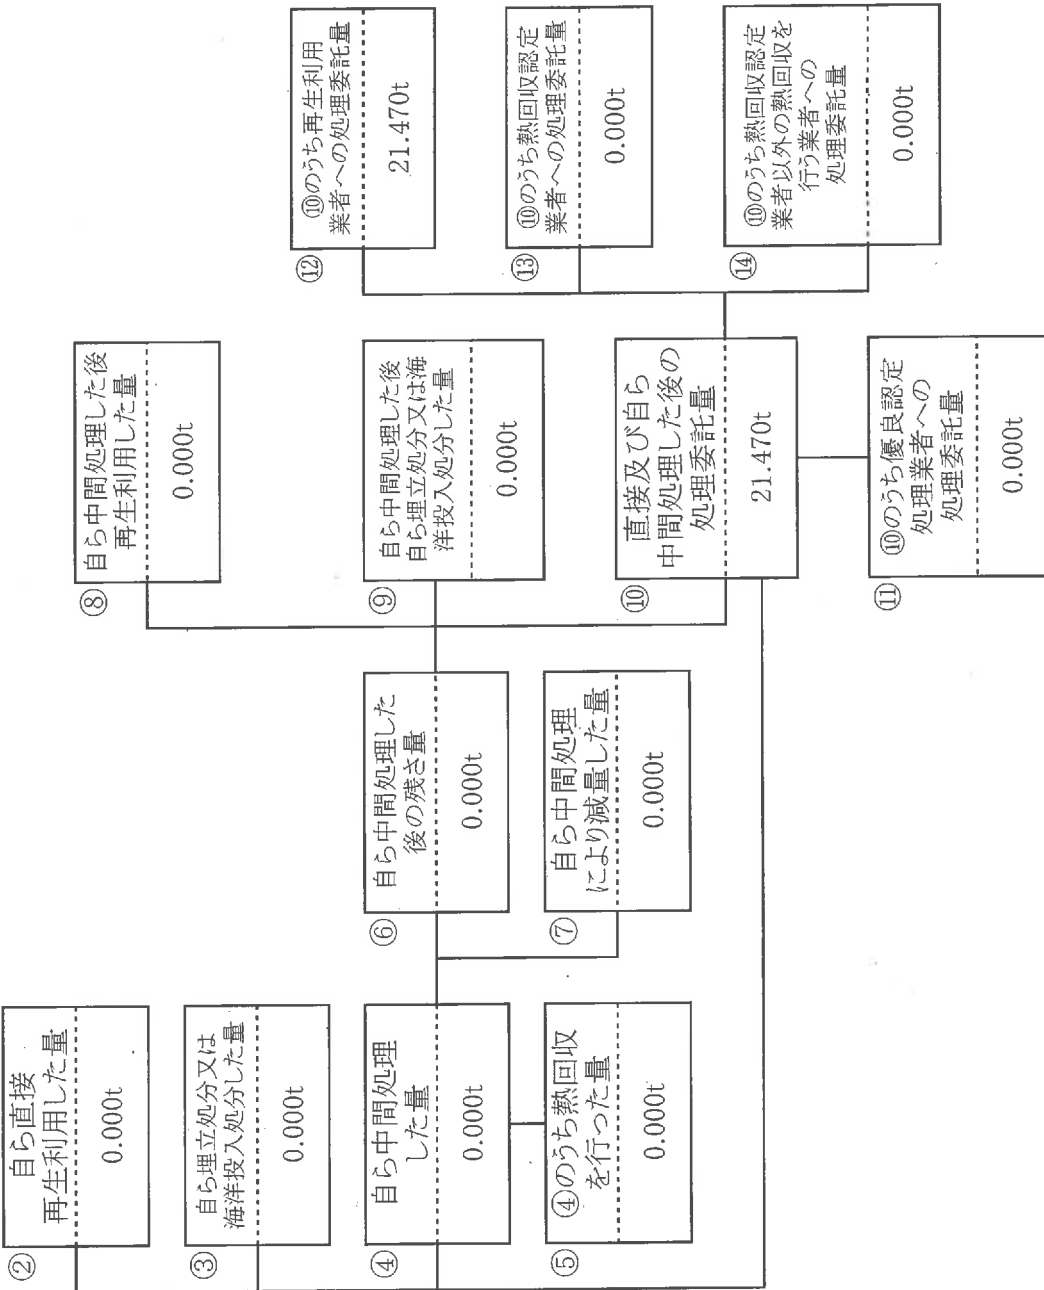 ②
自ら直接
再生利用した量
0.000t
③
自ら埋立処分又は
海洋投入処分した量
0.000t
④
自ら中間処理
した量
0.000t
⑤
④のうち熱回収
を行った量
0.000t
⑥
自ら中間処理した
後の残さ量
0.000t
⑦
自ら中間処理
により減量した量
0.000t
⑧
自ら中間処理した後
再生利用した量
0.000t
⑨
自ら中間処理した後
自ら埋立処分又は海
洋投入処分した量
0.000t
⑩
直接及び自ら
中間処理した後の
処理委託量
21.470t
⑪
⑩のうち優良認定
処理業者への
処理委託量
0.000t
⑫
⑩のうち再生利用
業者への処理委託量
21.470t
⑬
⑩のうち熱回収認定
業者への処理委託量
0.000t
⑭
⑩のうち熱回収認定
業者以外の熱回収を
行う業者への
処理委託量
0.000t